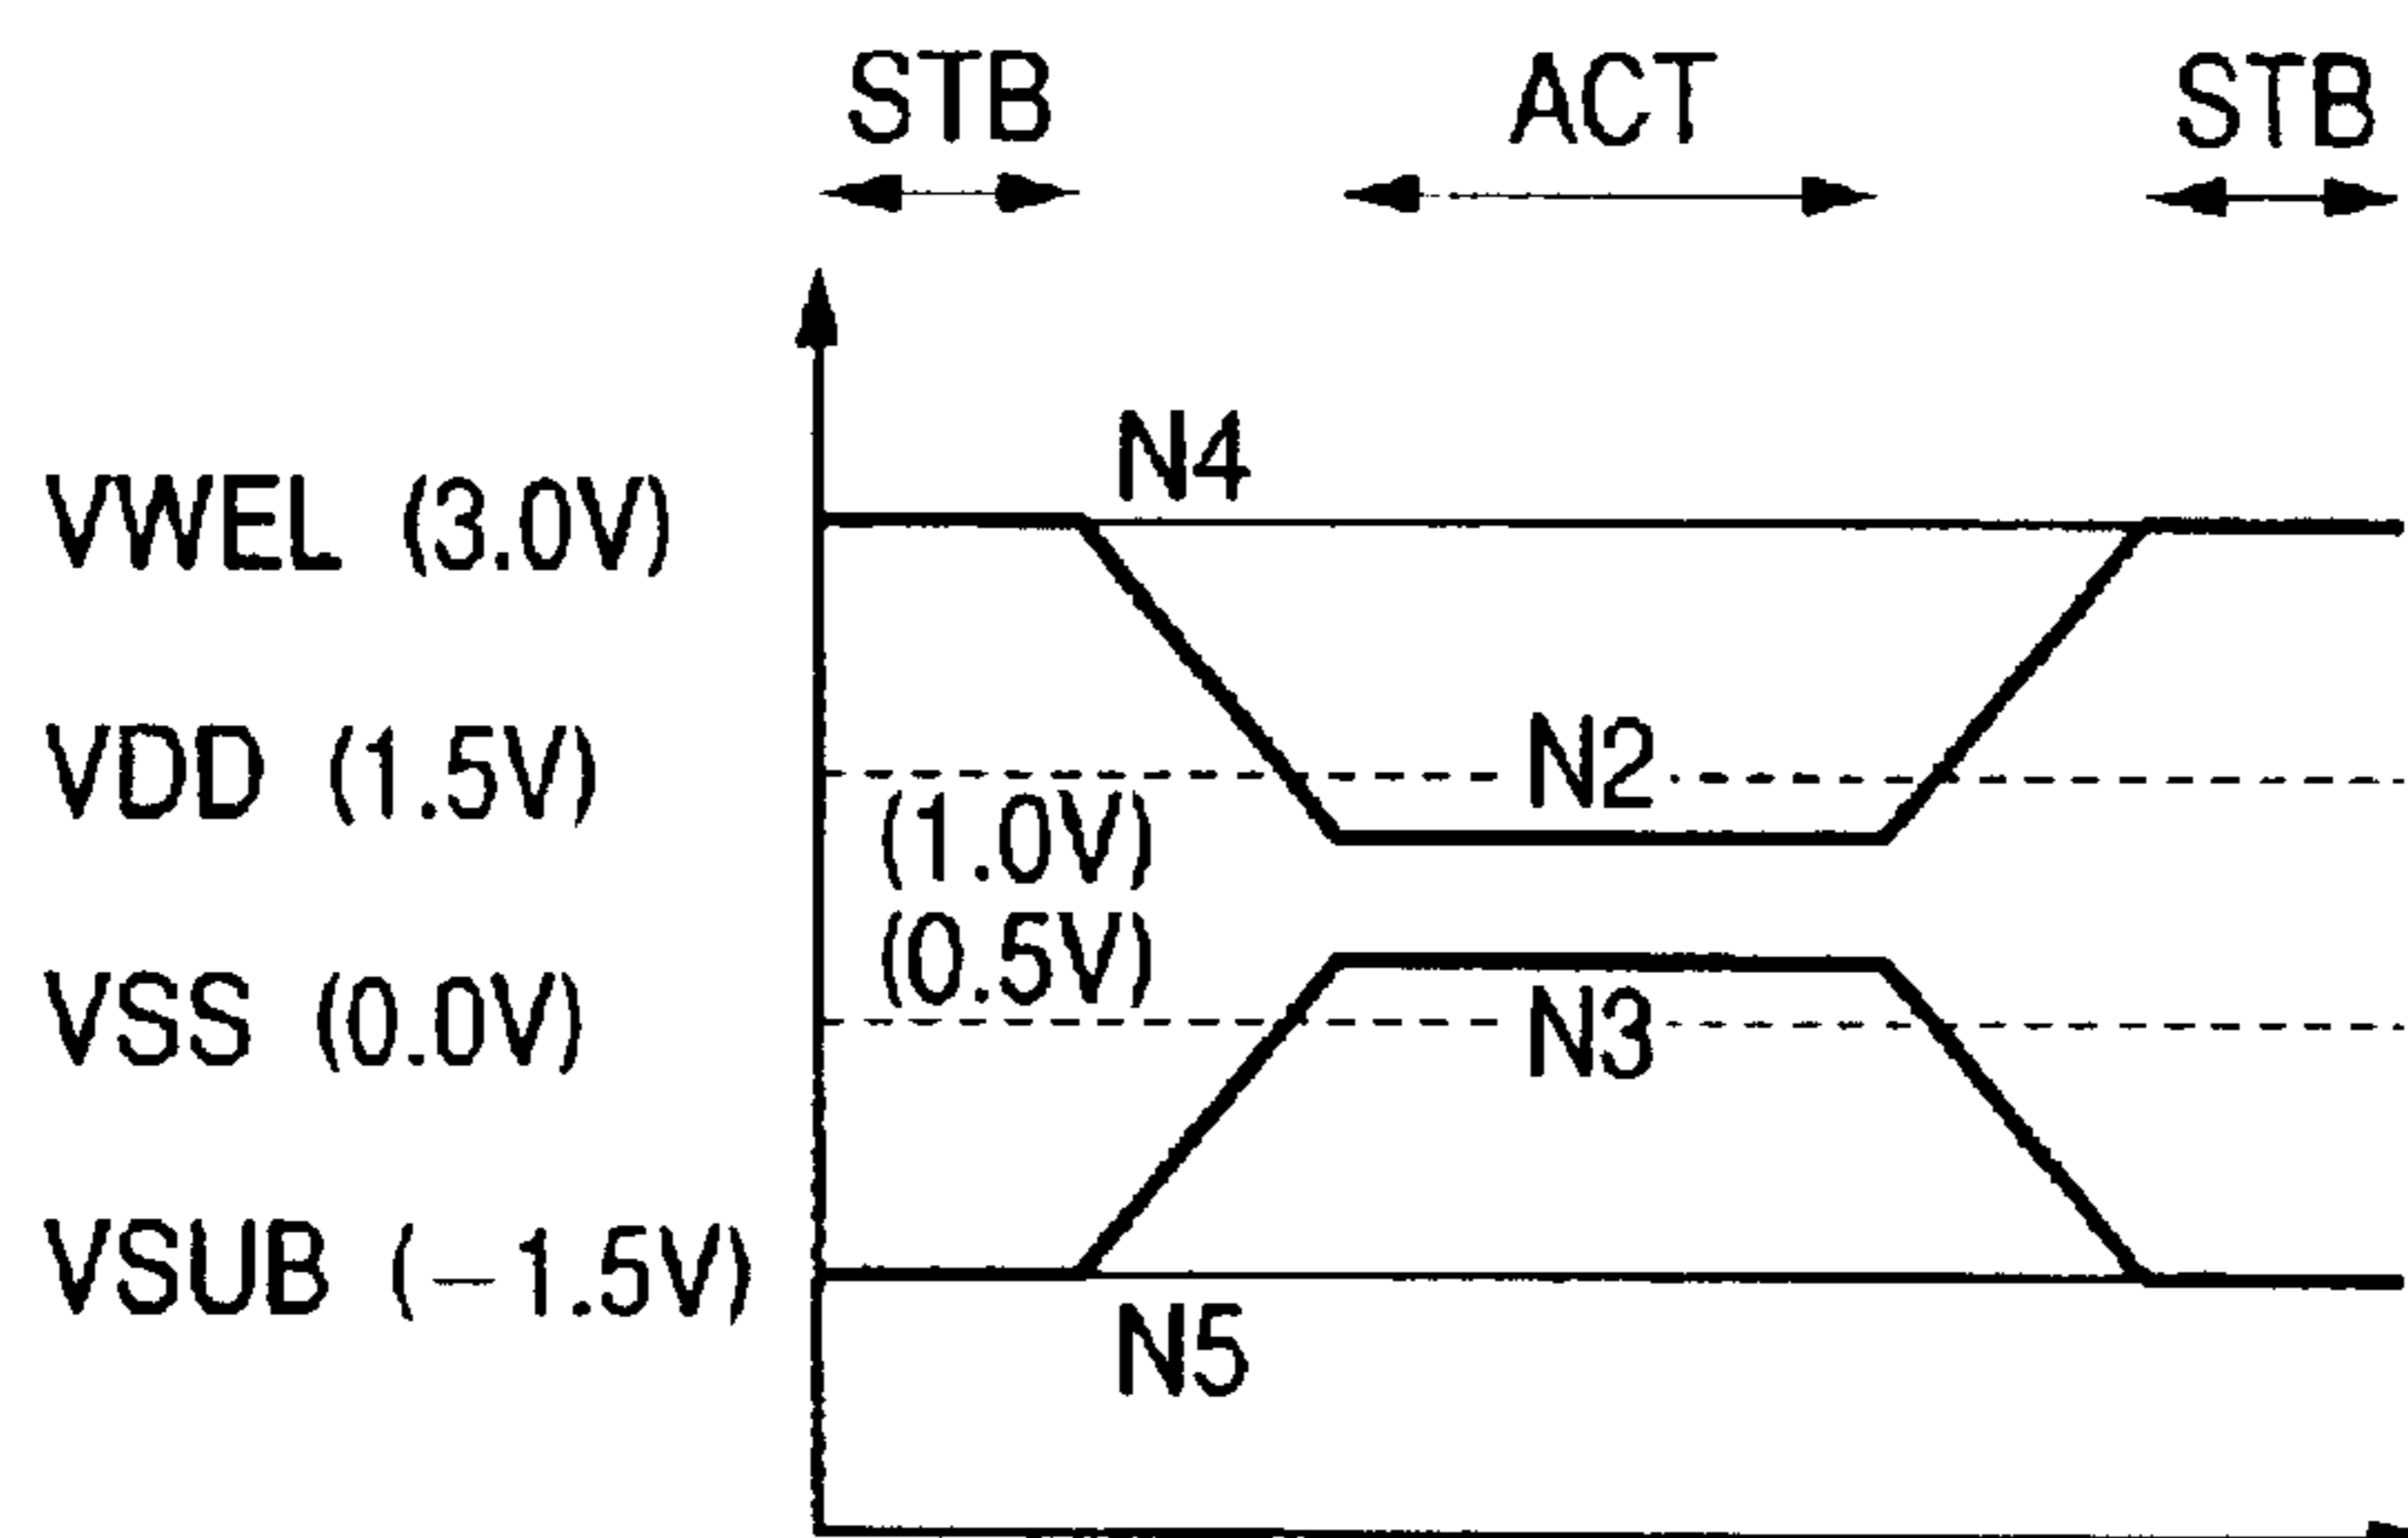 STB ACT STB
N4
VWEL (3.0V)
VDD (1.5V)
N2
(1.0V)
(0.5V)
VSS (0.0V)
N3
VSUB (−1.5V)
N5